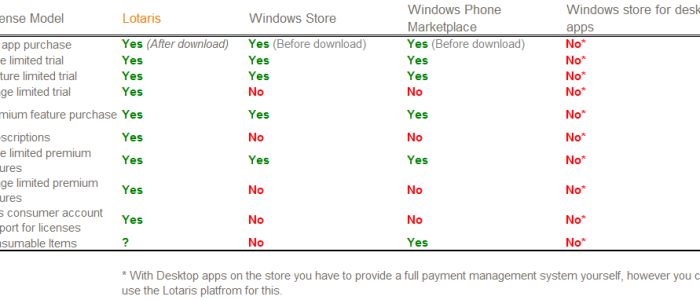 ense Model Lotaris Windows Store Windows Phone Marketplace Windows store for desk apps
app purchase Yes (After download) Yes (Before download) Yes (Before download) No*
e limited trial Yes Yes Yes No*
ture limited trial Yes Yes Yes No*
ge limited trial Yes No No No*
mium feature purchase Yes Yes Yes No*
scriptions Yes No No No*
e limited premium
ures Yes Yes Yes No*
ge limited premium
ures Yes No No No*
s consumer account
port for licenses Yes No No No*
sumable Items ? No Yes No*
* With Desktop apps on the store you have to provide a full payment management system yourself, however you c
use the Lotaris platfrom for this.